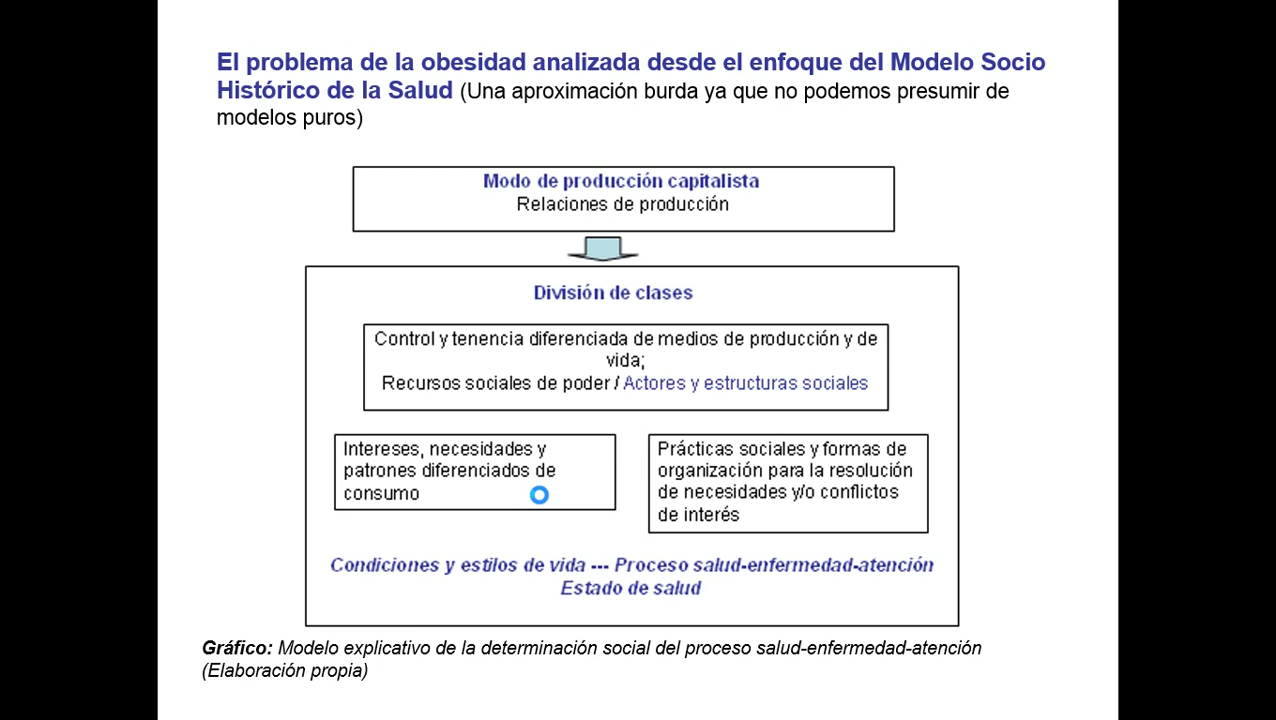 El problema de la obesidad analizada desde el enfoque del Modelo Socio
Histórico de la Salud (Una aproximación burda ya que no podemos presumir de
modelos puros)
Modo de producción capitalista
Relaciones de producción
División de clases
Control y tenencia diferenciada de medios de producción y de
vida;
Recursos sociales de poder / Actores y estructuras sociales
Intereses, necesidades y
patrones diferenciados de
consumo
Prácticas sociales y formas de
organización para la resolución
de necesidades y/o conflictos
de interés
Condiciones y estilos de vida --- Proceso salud-enfermedad-atención
Estado de salud
Gráfico: Modelo explicativo de la determinación social del proceso salud-enfermedad-atención
(Elaboración propia)